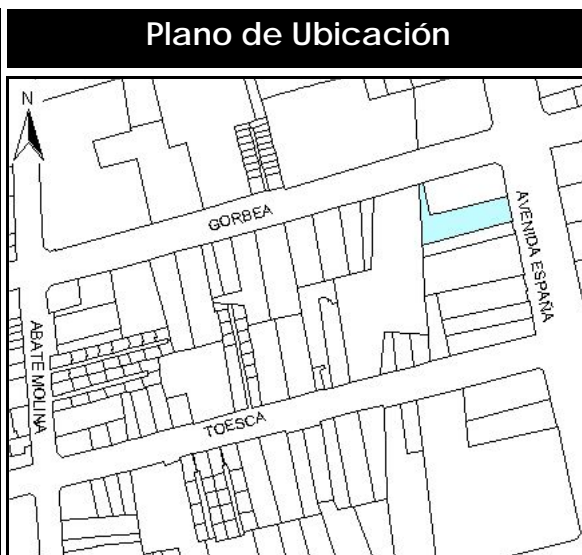 Plano de Ubicación
N
GORBEA
AVENIDA ESPAÑA
ABATE MOLINA
TOESCA